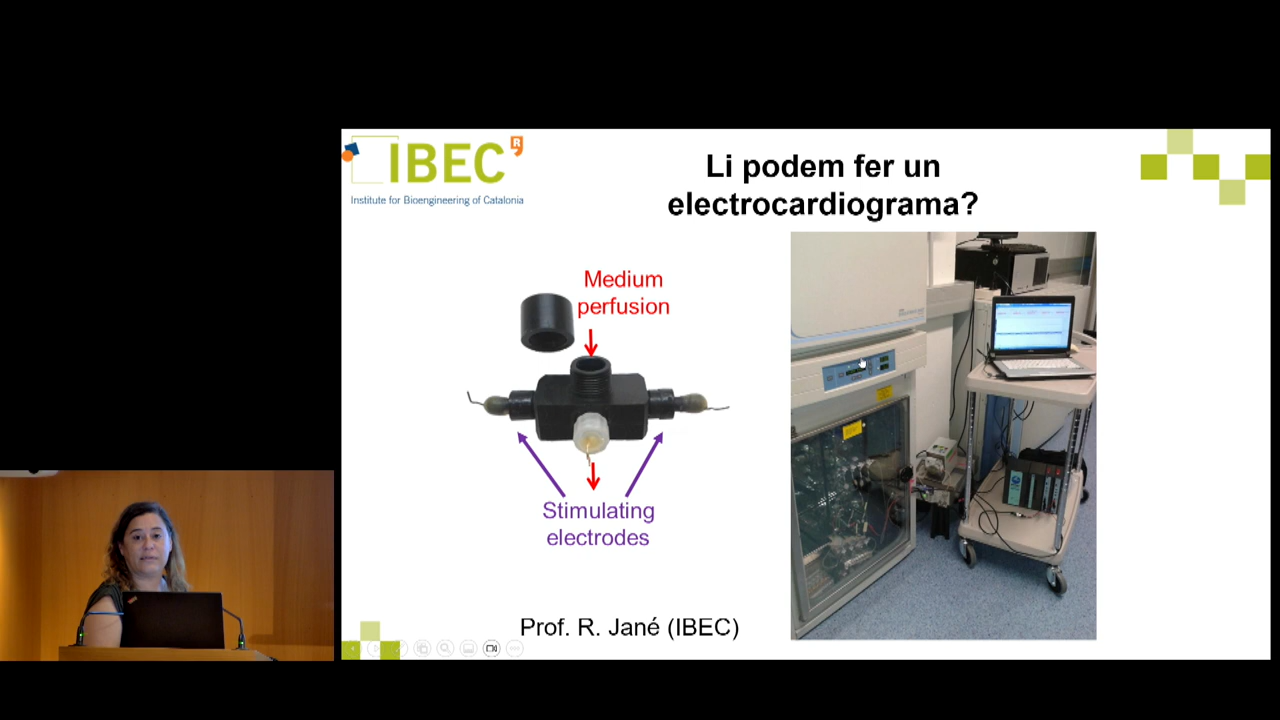 IBEC
R
Institute for Bioengineering of Catalonia
Li podem fer un
electrocardiograma?
Medium
perfusion
Stimulating
electrodes
Prof. R. Jané (IBEC)